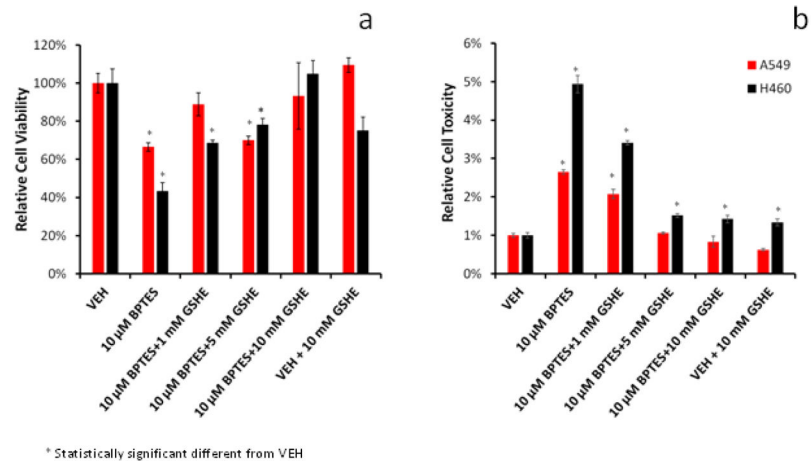 a
120%
100%
80%
60%
40%
20%
0%
Relative Cell Viability
* * * * *
VEH
10 µM BPTES
10 µM BPTES+1 mM GSHE
10 µM BPTES+5 mM GSHE
10 µM BPTES+10 mM GSHE
VEH + 10 mM GSHE
b
6%
5%
4%
3%
2%
1%
0%
Relative Cell Toxicity
A549
H460
* * * * * * *
VEH
10 µM BPTES
10 µM BPTES+1 mM GSHE
10 µM BPTES+5 mM GSHE
10 µM BPTES+10 mM GSHE
VEH + 10 mM GSHE
* Statistically significant different from VEH